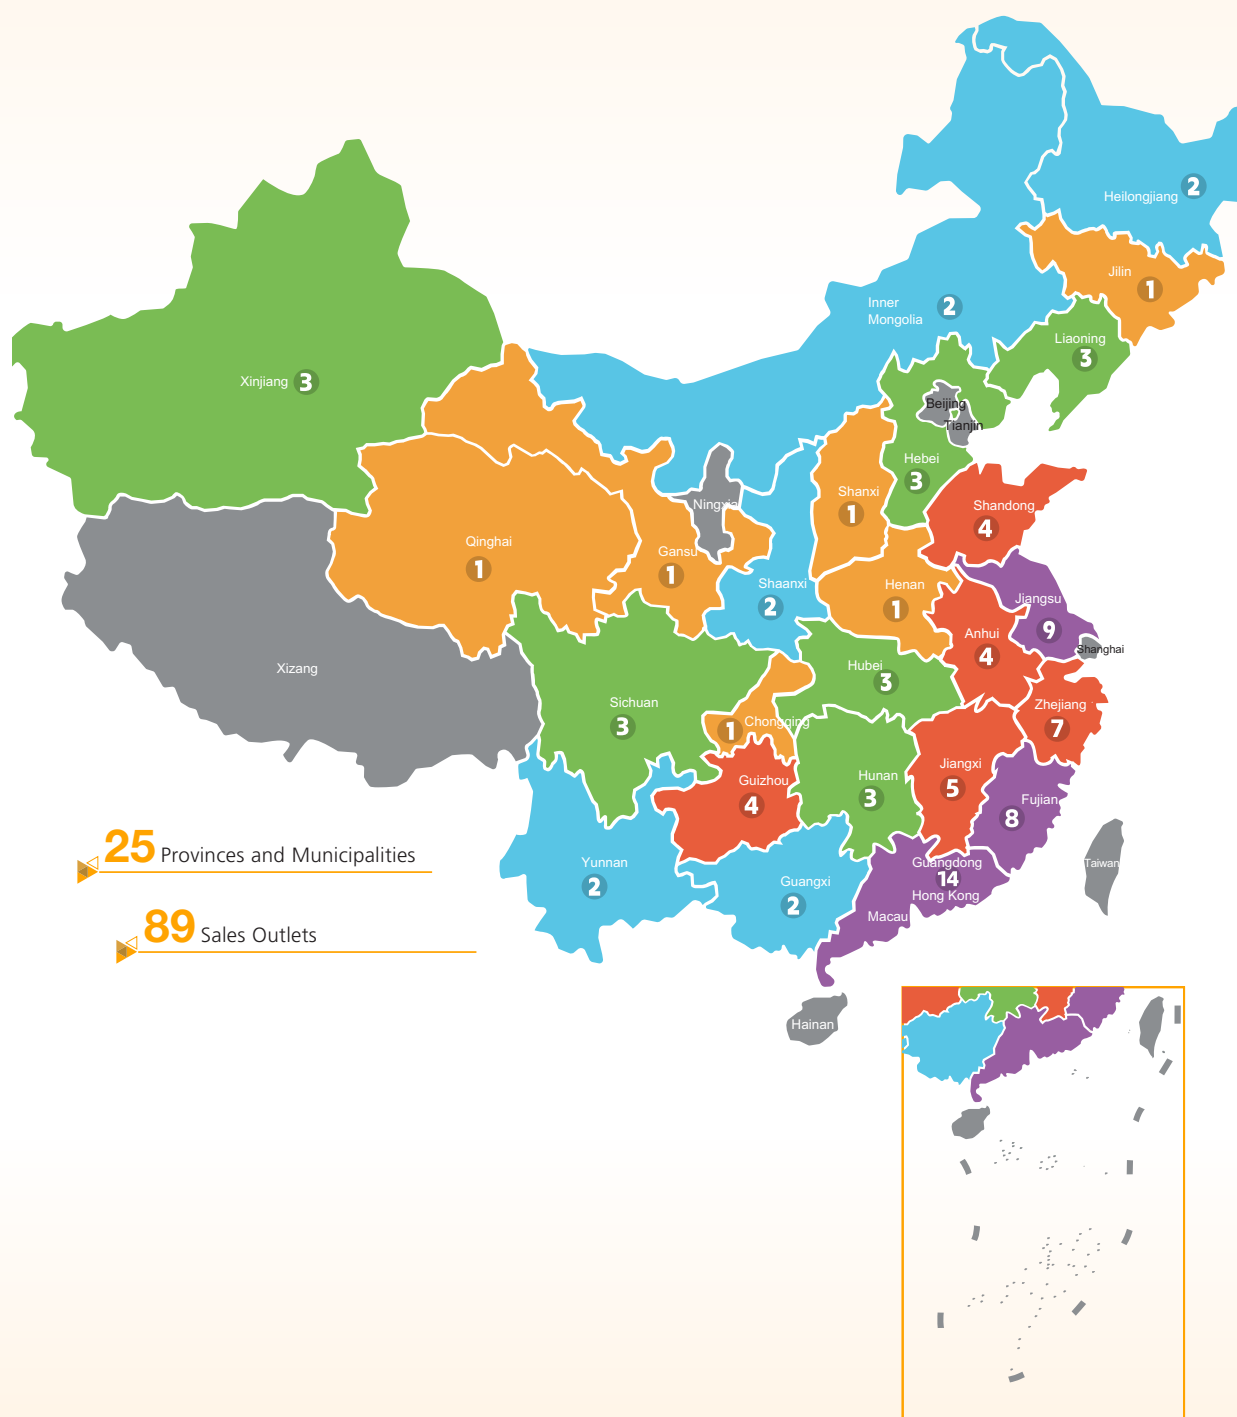 Heilongjiang 2
Jilin
1
Inner
Mongolia
2
Liaoning
3
Xinjiang 3
Beijing
Tianjin
Hebei
3
Shanxi
1
Ningxia
Shandong
4
Qinghai
1
Gansu
1
Shaanxi
2
Henan
1
Jiangsu
9
Anhui
4
Shanghai
Xizang
Hubei
3
Sichuan
3
Chongqing
1
Zhejiang
7
Guizhou
4
Hunan
3
Jiangxi
5
Fujian
8
25 Provinces and Municipalities
Yunnan
2
Guangxi
2
Guangdong
14
Hong Kong
Macau
Taiwan
89 Sales Outlets
Hainan